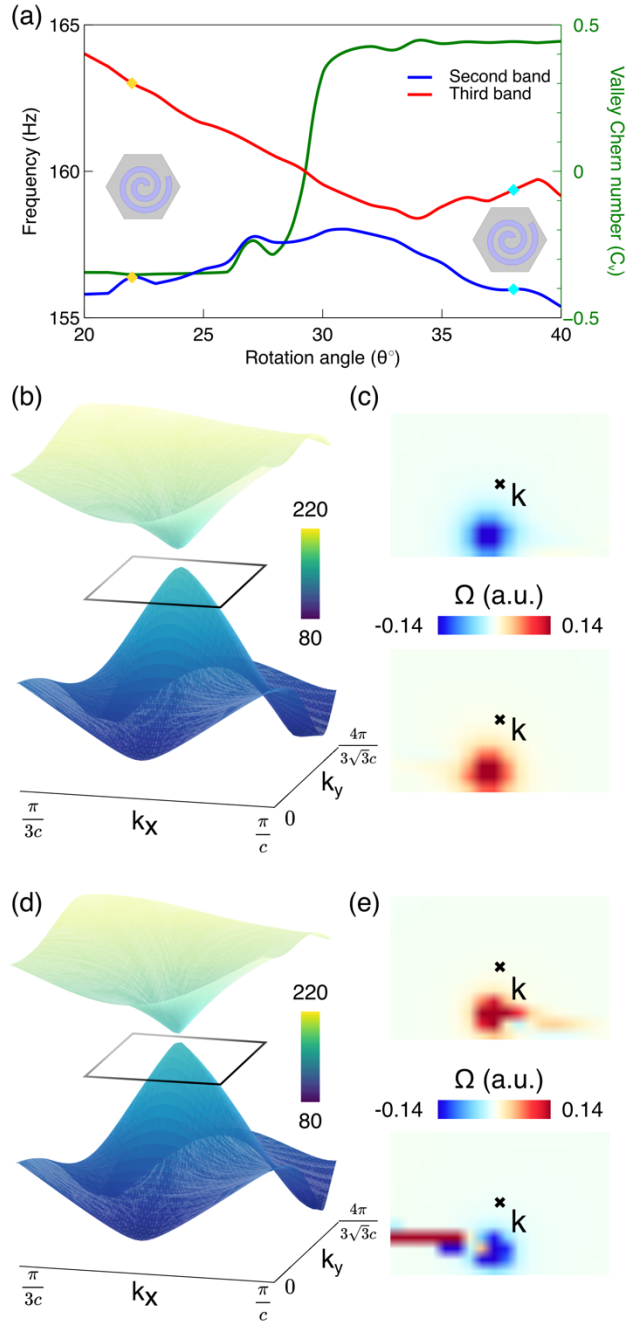 (a)
165
160
155
Frequency (Hz)
Second band
Third band
0.5
0
−0.5
Valley Chern number (Cᵥ)
20 25 30 35 40
Rotation angle (θ°)
(b)
220
80
π/3c
kx
π/c
0
ky
4π/3√3c
(c)
k
Ω (a.u.)
-0.14 0.14
k
(d)
220
80
π/3c
kx
π/c
0
ky
4π/3√3c
(e)
k
Ω (a.u.)
-0.14 0.14
k